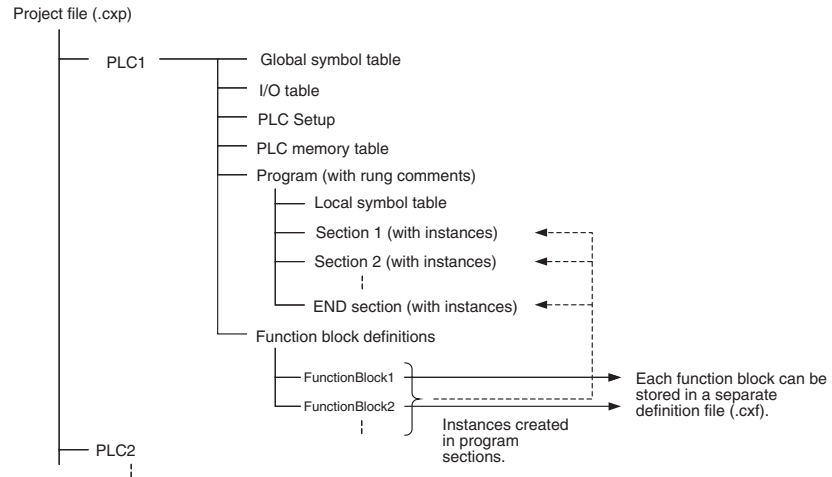 Project file (.cxp)
PLC1
Global symbol table
I/O table
PLC Setup
PLC memory table
Program (with rung comments)
Local symbol table
Section 1 (with instances)
Section 2 (with instances)
END section (with instances)
Function block definitions
FunctionBlock1
FunctionBlock2
Each function block can be
stored in a separate
definition file (.cxf).
Instances created
in program
sections.
PLC2